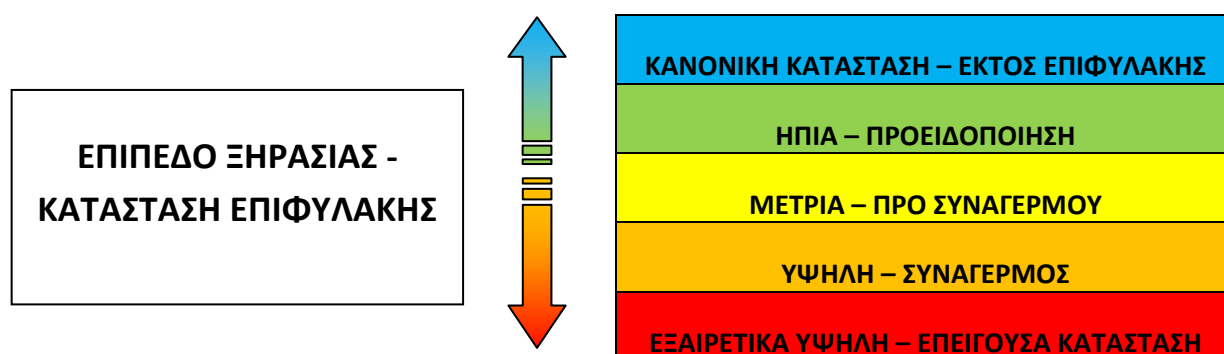 ΕΠΙΠΕΔΟ ΞΗΡΑΣΙΑΣ -
ΚΑΤΑΣΤΑΣΗ ΕΠΙΦΥΛΑΚΗΣ
ΚΑΝΟΝΙΚΗ ΚΑΤΑΣΤΑΣΗ – ΕΚΤΟΣ ΕΠΙΦΥΛΑΚΗΣ
ΗΠΙΑ – ΠΡΟΕΙΔΟΠΟΙΗΣΗ
ΜΕΤΡΙΑ – ΠΡΟ ΣΥΝΑΓΕΡΜΟΥ
ΥΨΗΛΗ – ΣΥΝΑΓΕΡΜΟΣ
ΕΞΑΙΡΕΤΙΚΑ ΥΨΗΛΗ – ΕΠΕΙΓΟΥΣΑ ΚΑΤΑΣΤΑΣΗ